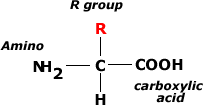 R group
R
Amino
NH2 C COOH
H
carboxylic
acid